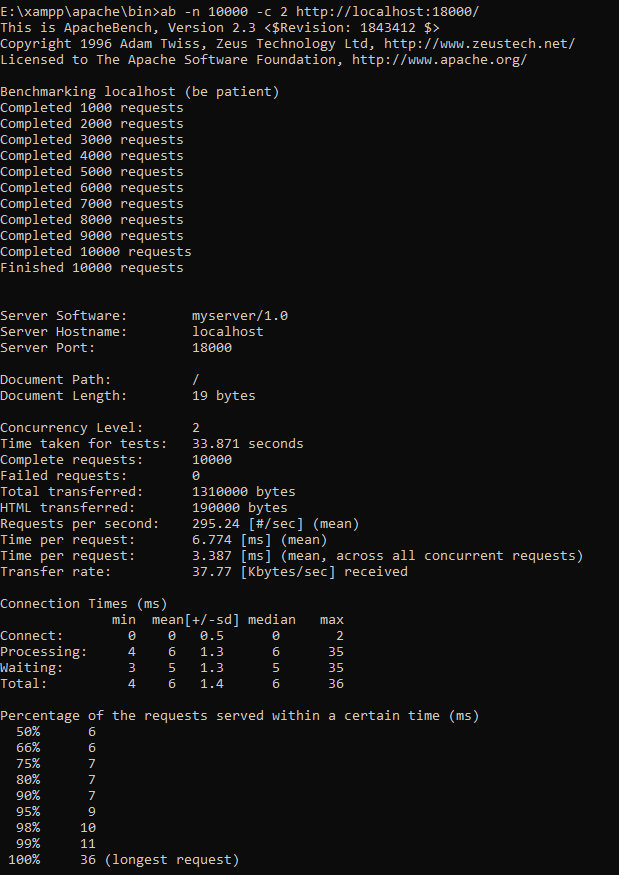 E:\xampp\apache\bin>ab -n 10000 -c 2 http://localhost:18000/
This is ApacheBench, Version 2.3 <$Revision: 1843412 $>
Copyright 1996 Adam Twiss, Zeus Technology Ltd, http://www.zeustech.net/
Licensed to The Apache Software Foundation, http://www.apache.org/

Benchmarking localhost (be patient)
Completed 1000 requests
Completed 2000 requests
Completed 3000 requests
Completed 4000 requests
Completed 5000 requests
Completed 6000 requests
Completed 7000 requests
Completed 8000 requests
Completed 9000 requests
Completed 10000 requests
Finished 10000 requests


Server Software:        myserver/1.0
Server Hostname:        localhost
Server Port:            18000

Document Path:          /
Document Length:        19 bytes

Concurrency Level:      2
Time taken for tests:   33.871 seconds
Complete requests:      10000
Failed requests:        0
Total transferred:      1310000 bytes
HTML transferred:       190000 bytes
Requests per second:    295.24 [#/sec] (mean)
Time per request:       6.774 [ms] (mean)
Time per request:       3.387 [ms] (mean, across all concurrent requests)
Transfer rate:          37.77 [Kbytes/sec] received

Connection Times (ms)
              min  mean[+/-sd] median   max
Connect:        0    0   0.5      0       2
Processing:     4    6   1.3      6      35
Waiting:        3    5   1.3      5      35
Total:          4    6   1.4      6      36

Percentage of the requests served within a certain time (ms)
  50%      6
  66%      6
  75%      7
  80%      7
  90%      7
  95%      9
  98%     10
  99%     11
 100%     36 (longest request)